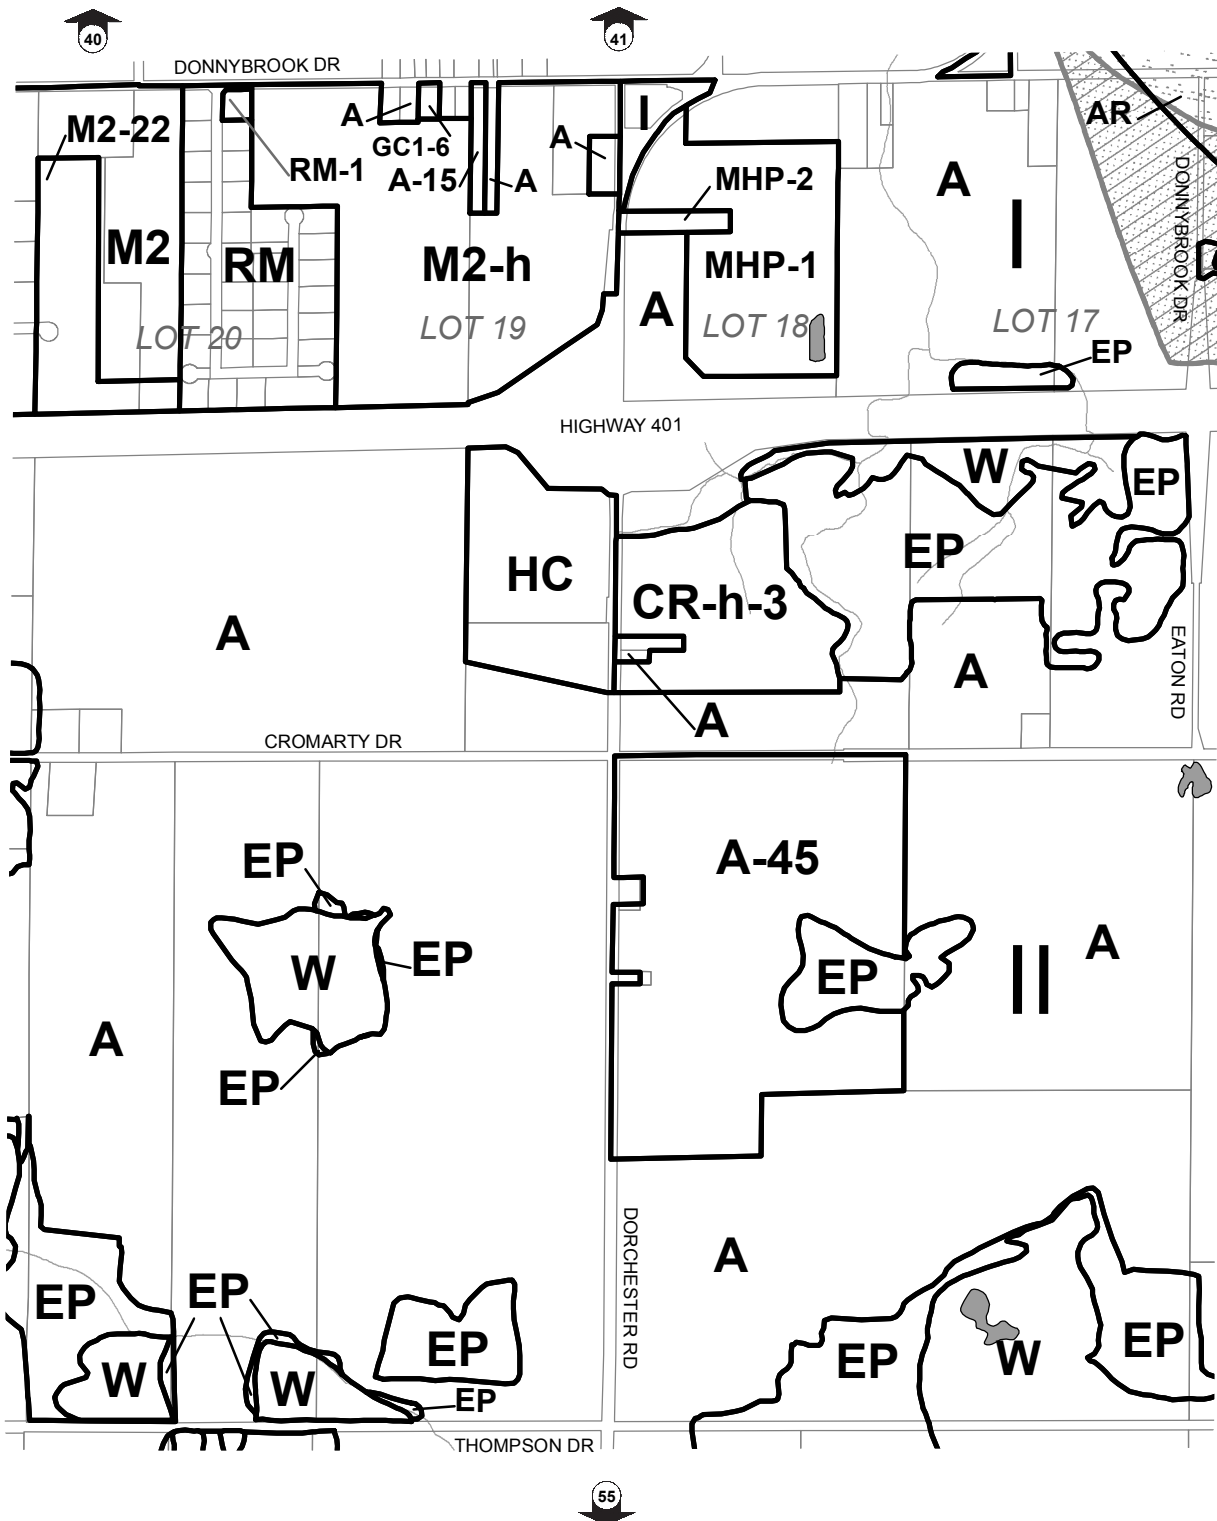 40
41
DONNYBROOK DR
M2-22
RM-1
A
GC1-6
A-15
A
A
I
MHP-2
AR
A
I
M2
RM
M2-h
MHP-1
A
DONNYBROOK DR
LOT 20
LOT 19
LOT 18
LOT 17
EP
HIGHWAY 401
W
EP
HC
EP
CR-h-3
A
A
A
EATON RD
CROMARTY DR
EP
A-45
W
EP
EP
A
II
A
EP
DORCHESTER RD
A
EP
EP
EP
W
W
EP
EP
W
EP
THOMPSON DR
55